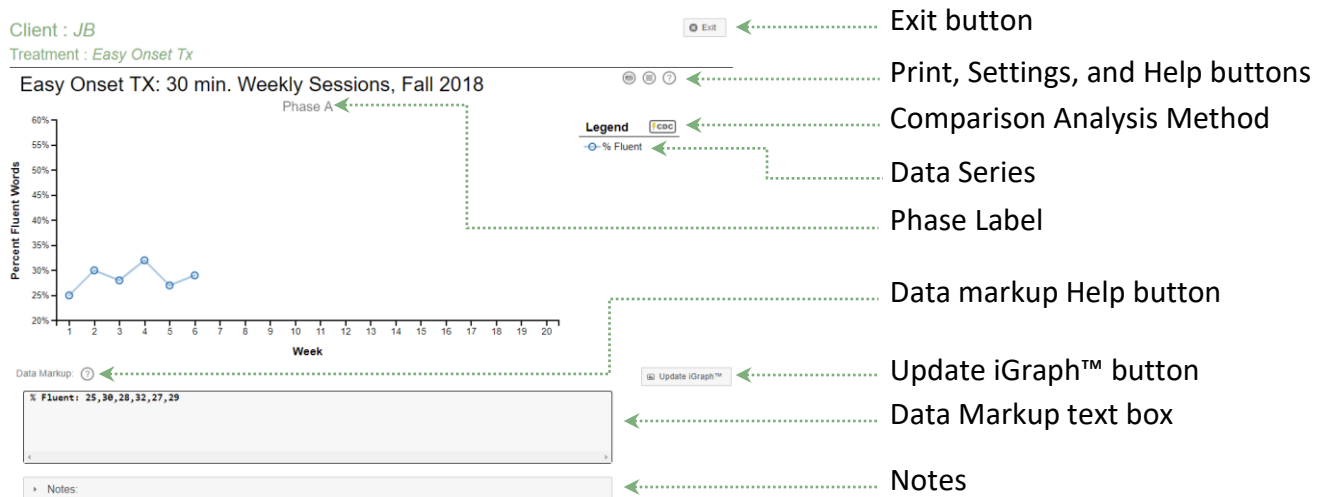 Client : JB
Exit
Exit button
Treatment : Easy Onset Tx
Easy Onset TX: 30 min. Weekly Sessions, Fall 2018
?
Print, Settings, and Help buttons
Phase A
Legend
CDC
Comparison Analysis Method
% Fluent
Data Series
Phase Label
Percent Fluent Words
60%
55%
50%
45%
40%
35%
30%
25%
20%
1 2 3 4 5 6 7 8 9 10 11 12 13 14 15 16 17 18 19 20
Week
Data markup Help button
Data Markup: ?
Update iGraph™
Update iGraph™ button
% Fluent: 25,30,28,32,27,29
Data Markup text box
Notes:
Notes